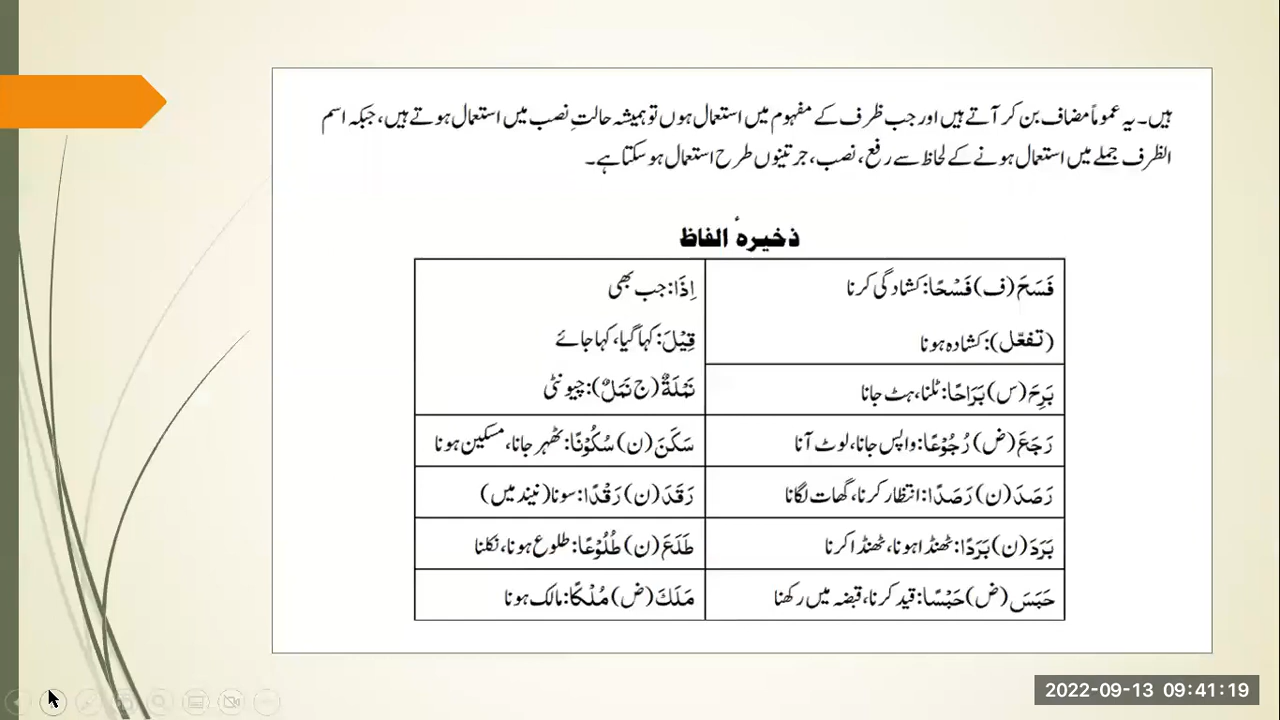 ہیں۔ یہ عموماً مضاف بن کر آتے ہیں اور جب ظرف کے مفہوم میں استعمال ہوں تو ہمیشہ حالتِ نصب میں استعمال ہوتے ہیں، جبکہ اسم
الظرف جملے میں استعمال ہونے کے لحاظ سے رفع، نصب، جر تینوں طرح استعمال ہو سکتا ہے۔
ذخیرۂ الفاظ
فَسَحَ (ف) فَسْحًا: کشادگی کرنا
اِذَا: جب بھی
(تفعّل): کشادہ ہونا
قِيْلَ: کہا گیا، کہا جائے
بَرِحَ (س) بَرَاحًا: ٹلنا، ہٹ جانا
نَمْلَةٌ (ج نَمْلٌ): چیونٹی
رَجَعَ (ض) رُجُوْعًا: واپس جانا، لوٹ آنا
سَكَنَ (ن) سُكُوْنًا: ٹھہر جانا، مسکین ہونا
رَصَدَ (ن) رَصَدًا: انتظار کرنا، گھات لگانا
رَقَدَ (ن) رَقْدًا: سونا (نیند میں)
بَرَدَ (ن) بَرَدًا: ٹھنڈا ہونا، ٹھنڈا کرنا
طَلَعَ (ن) طُلُوْعًا: طلوع ہونا، نکلنا
حَبَسَ (ض) حَبْسًا: قید کرنا، قبضہ میں رکھنا
مَلَكَ (ض) مُلْكًا: مالک ہونا
2022-09-13 09:41:19